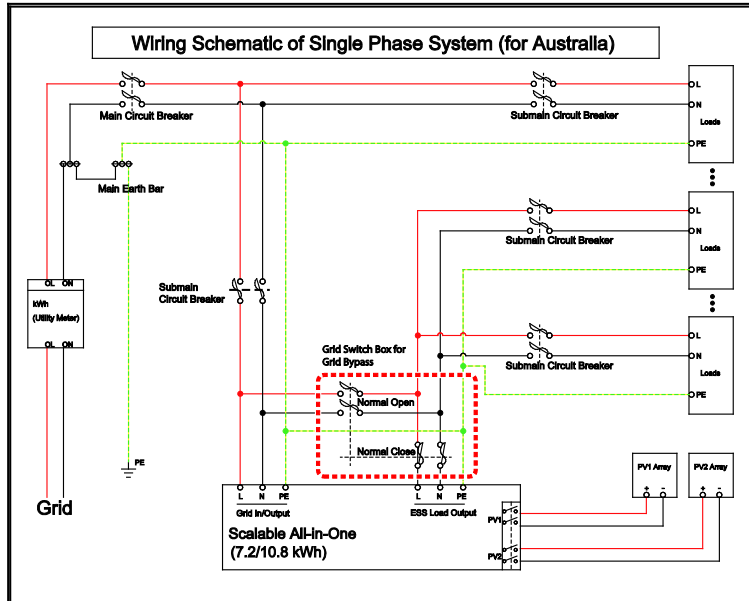 Wiring Schematic of Single Phase System (for Australia)
Main Circuit Breaker
Submain Circuit Breaker
L
N
Loads
PE
Main Earth Bar
L
N
Submain Circuit Breaker
PE
Loads
Submain
Circuit Breaker
OL ON
kWh
(Utility Meter)
OL ON
Grid Switch Box for
Grid Bypass
L
N
Submain Circuit Breaker
PE
Loads
Normal Open
Normal Close
PE
Grid
L N PE
Grid In/Output
L N PE
ESS Load Output
Scalable All-in-One
(7.2/10.8 kWh)
PV1
PV2
PV1 Array
+ -
PV2 Array
+ -